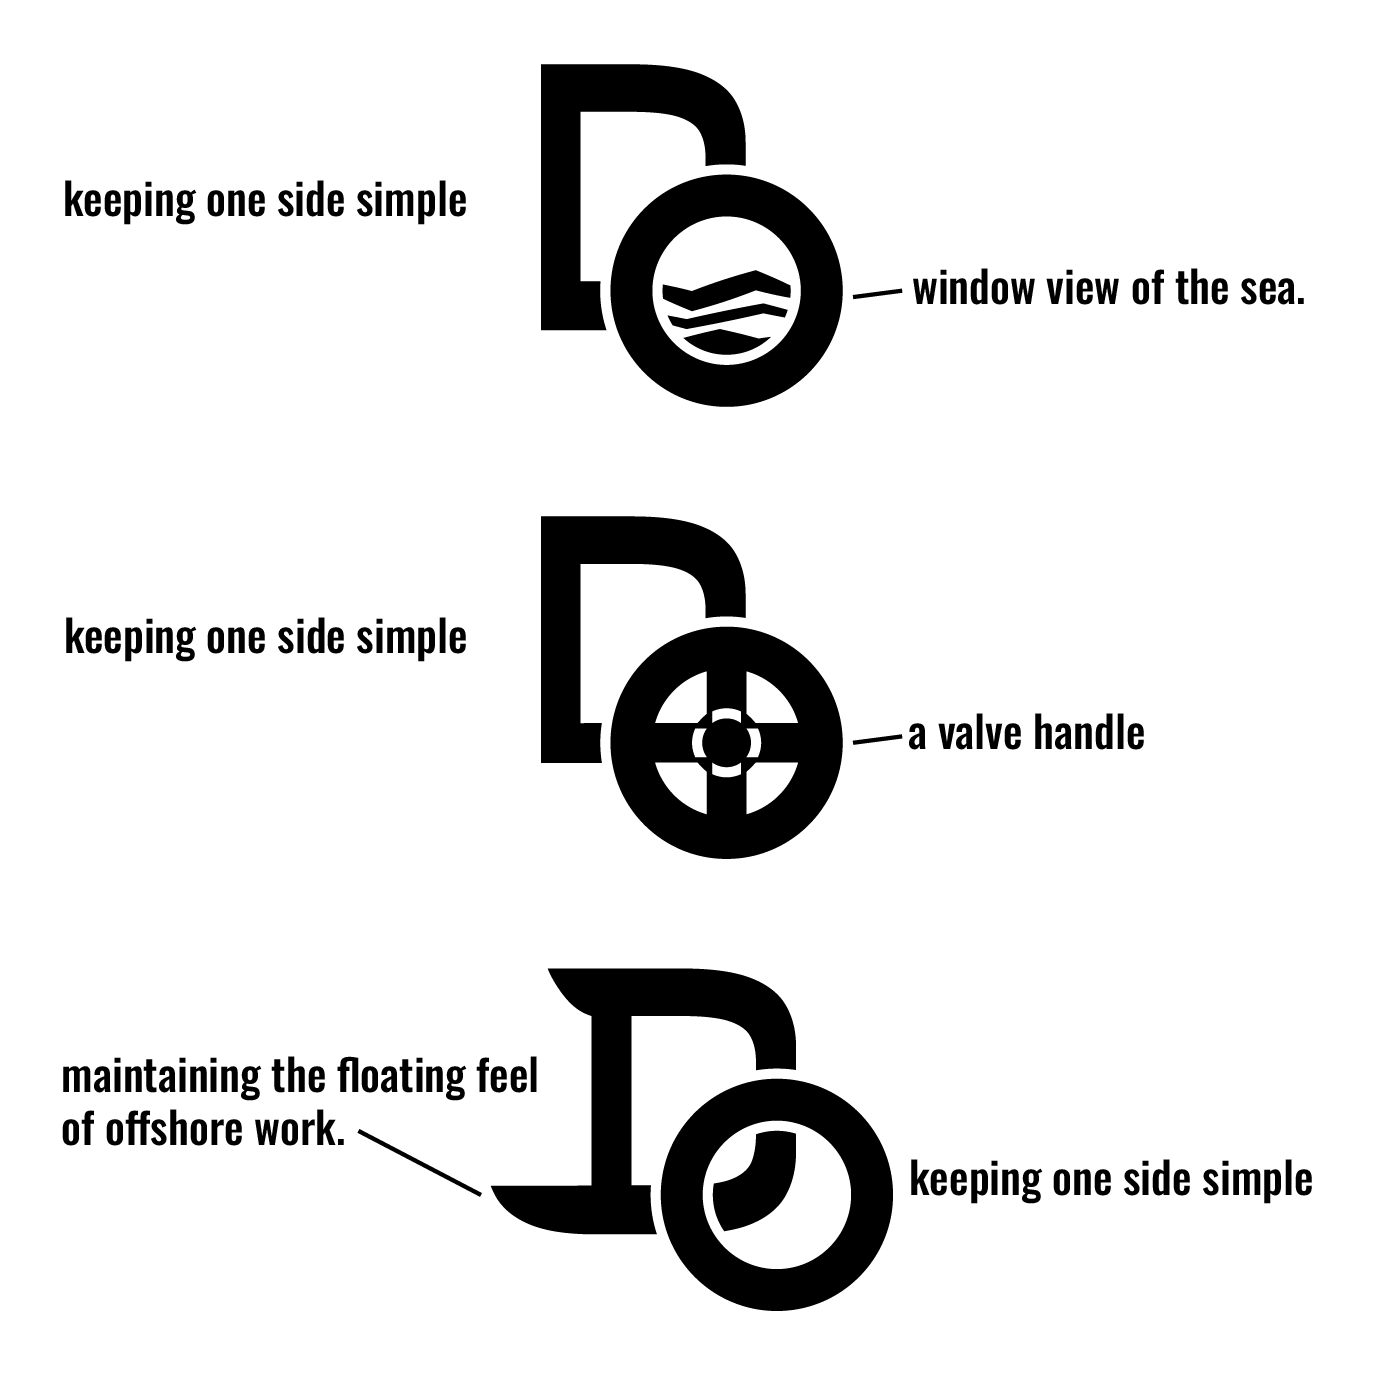 keeping one side simple
window view of the sea.
keeping one side simple
a valve handle
maintaining the floating feel
of offshore work.
keeping one side simple